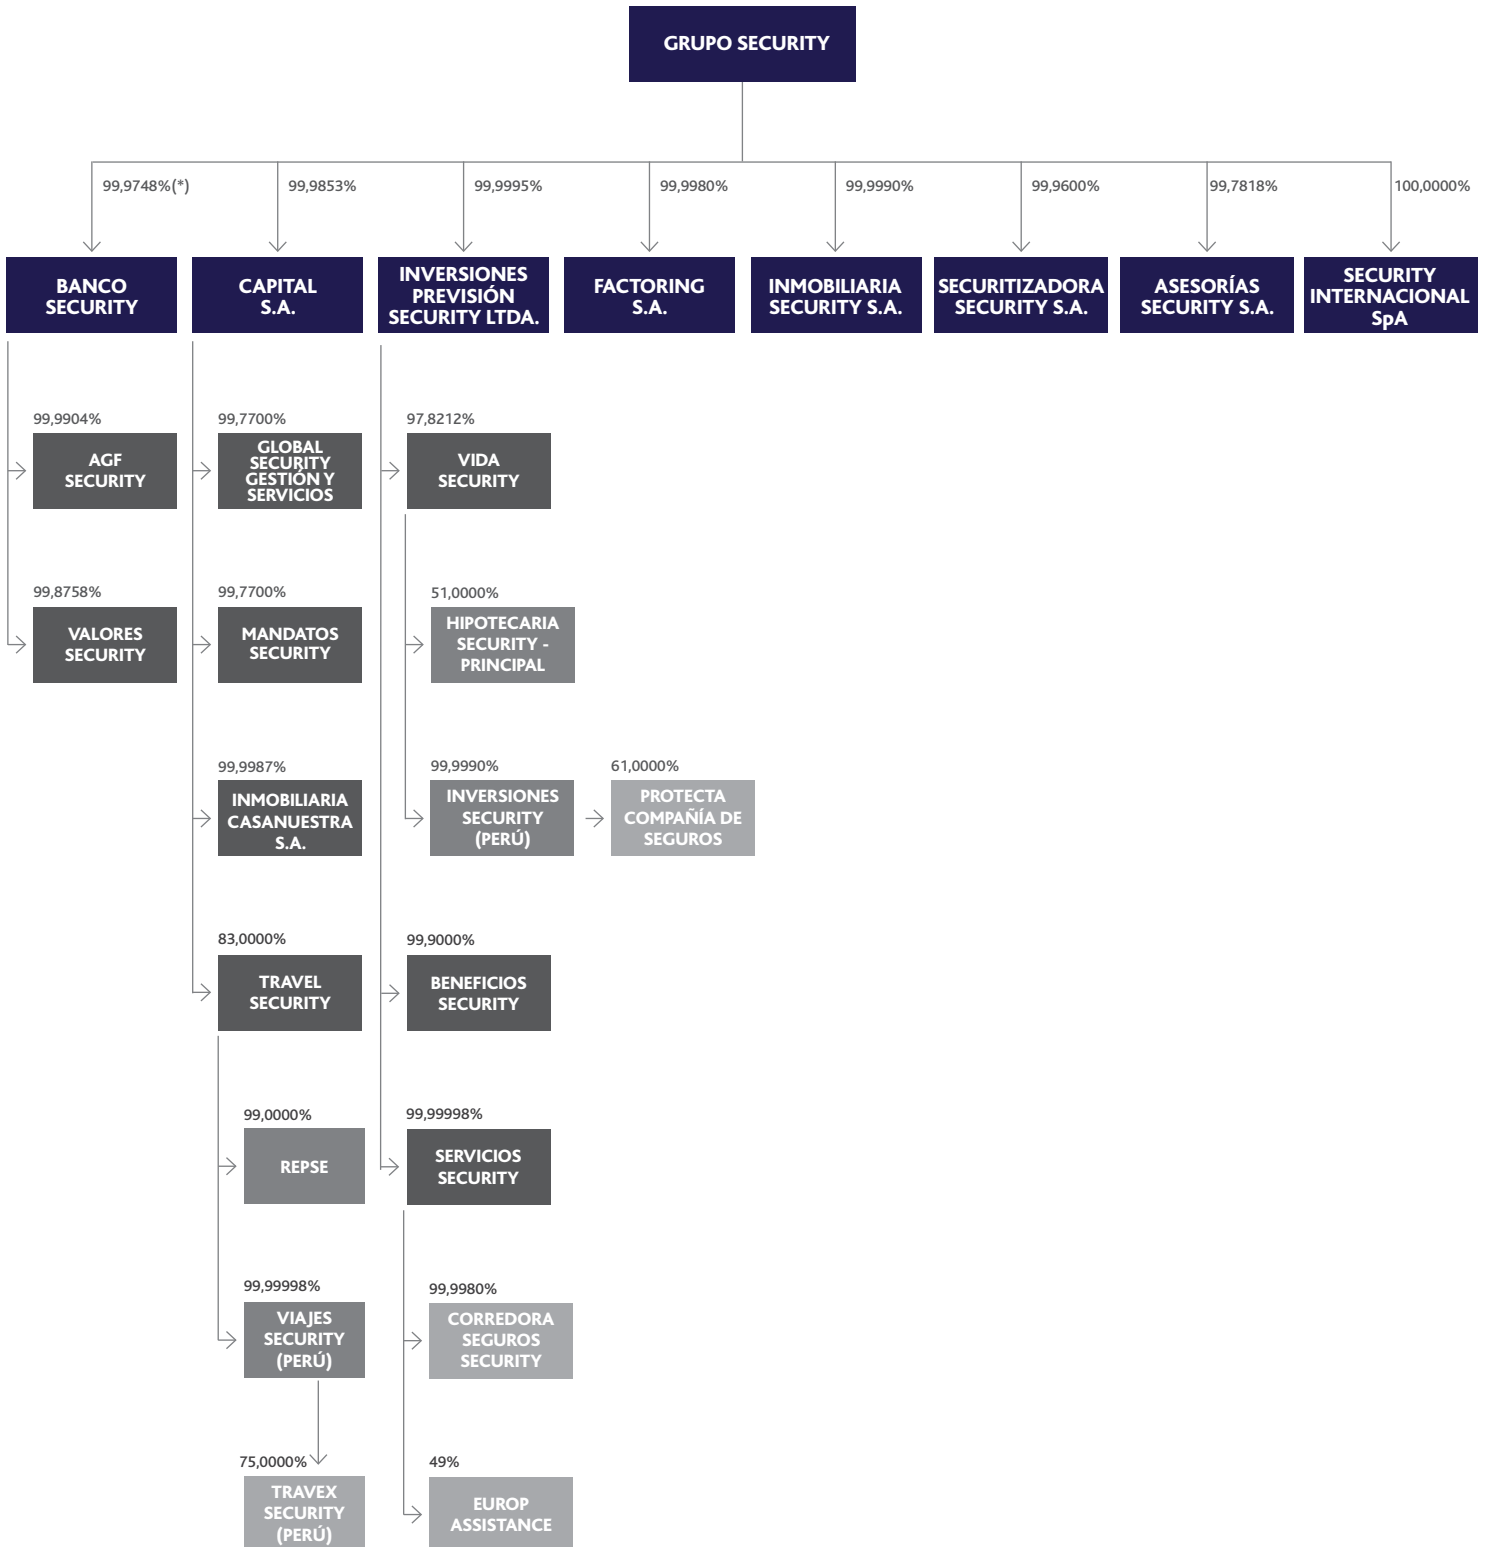 GRUPO SECURITY
99,9748%(*)
99,9853%
99,9995%
99,9980%
99,9990%
99,9600%
99,7818%
100,0000%
BANCO
SECURITY
CAPITAL
S.A.
INVERSIONES
PREVISIÓN
SECURITY LTDA.
FACTORING
S.A.
INMOBILIARIA
SECURITY S.A.
SECURITIZADORA
SECURITY S.A.
ASESORÍAS
SECURITY S.A.
SECURITY
INTERNACIONAL
SpA
99,9904%
AGF
SECURITY
99,7700%
GLOBAL
SECURITY
GESTIÓN Y
SERVICIOS
97,8212%
VIDA
SECURITY
99,8758%
VALORES
SECURITY
99,7700%
MANDATOS
SECURITY
51,0000%
HIPOTECARIA
SECURITY -
PRINCIPAL
99,9987%
INMOBILIARIA
CASANUESTRA
S.A.
99,9990%
INVERSIONES
SECURITY
(PERÚ)
61,0000%
PROTECTA
COMPAÑÍA DE
SEGUROS
83,0000%
TRAVEL
SECURITY
99,9000%
BENEFICIOS
SECURITY
99,0000%
REPSE
99,99998%
SERVICIOS
SECURITY
99,99998%
VIAJES
SECURITY
(PERÚ)
99,9980%
CORREDORA
SEGUROS
SECURITY
75,0000%
TRAVEX
SECURITY
(PERÚ)
49%
EUROP
ASSISTANCE